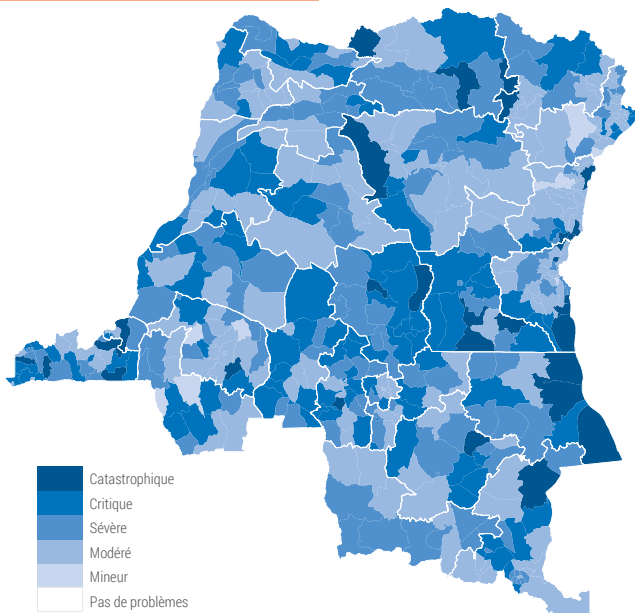 Catastrophique
Critique
Sévère
Modéré
Mineur
Pas de problèmes